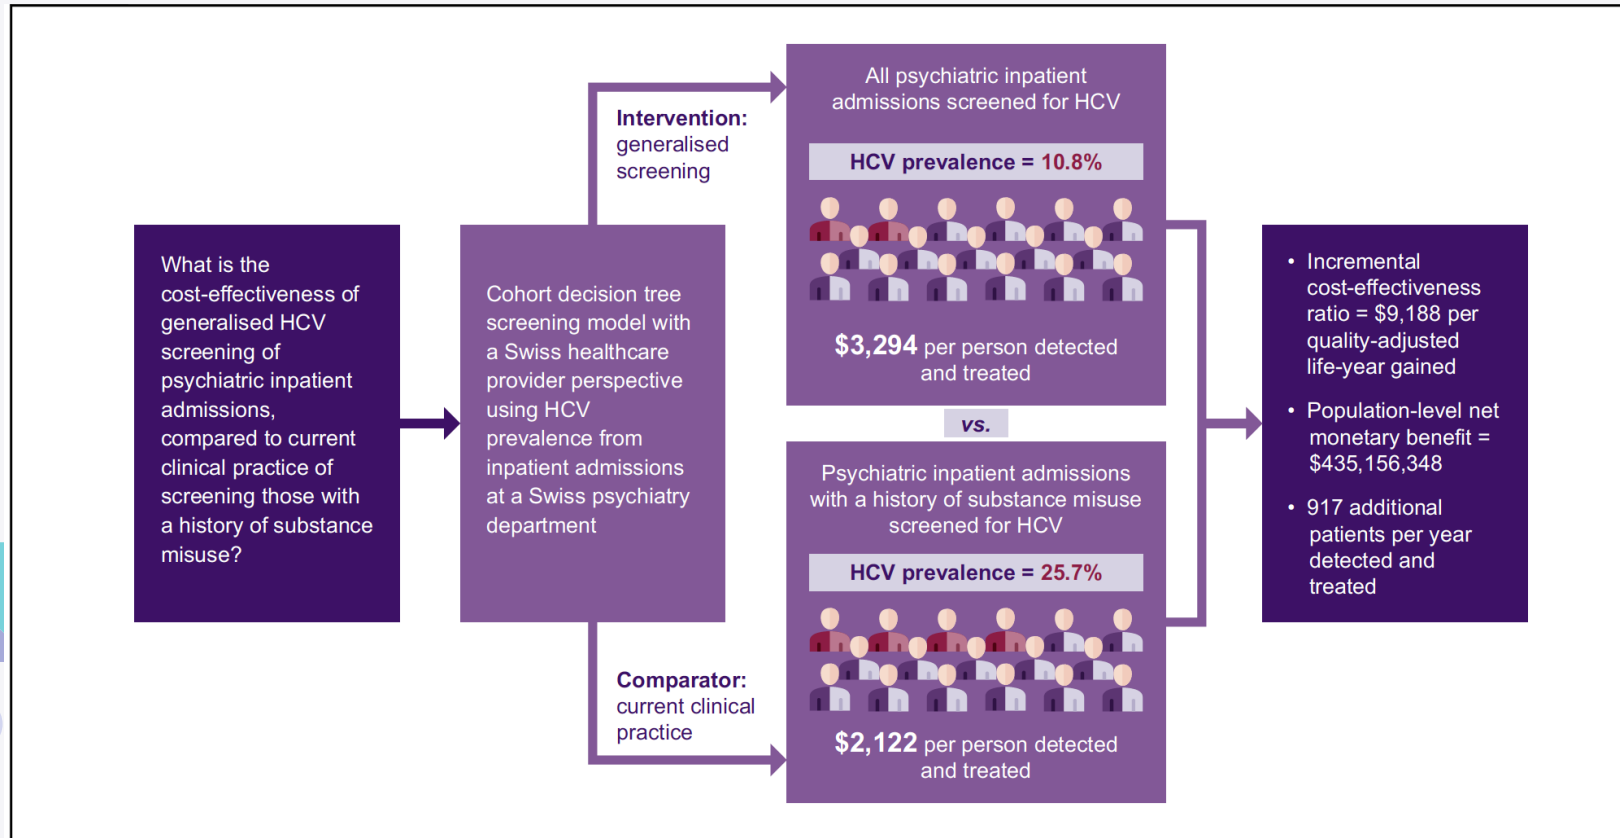 What is the
cost-effectiveness of
generalised HCV
screening of
psychiatric inpatient
admissions,
compared to current
clinical practice of
screening those with
a history of substance
misuse?
Cohort decision tree
screening model with
a Swiss healthcare
provider perspective
using HCV
prevalence from
inpatient admissions
at a Swiss psychiatry
department
Intervention:
generalised
screening
All psychiatric inpatient
admissions screened for HCV
HCV prevalence = 10.8%
$3,294 per person detected
and treated
vs.
Comparator:
current clinical
practice
Psychiatric inpatient admissions
with a history of substance misuse
screened for HCV
HCV prevalence = 25.7%
$2,122 per person detected
and treated
• Incremental
cost-effectiveness
ratio = $9,188 per
quality-adjusted
life-year gained
• Population-level net
monetary benefit =
$435,156,348
• 917 additional
patients per year
detected and
treated